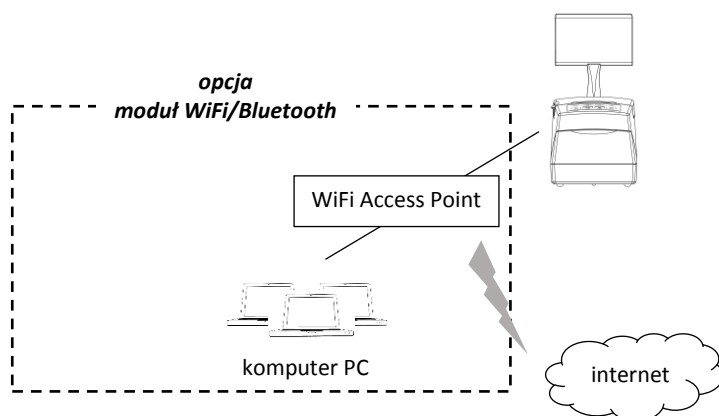 opcja
moduł WiFi/Bluetooth
WiFi Access Point
komputer PC
internet